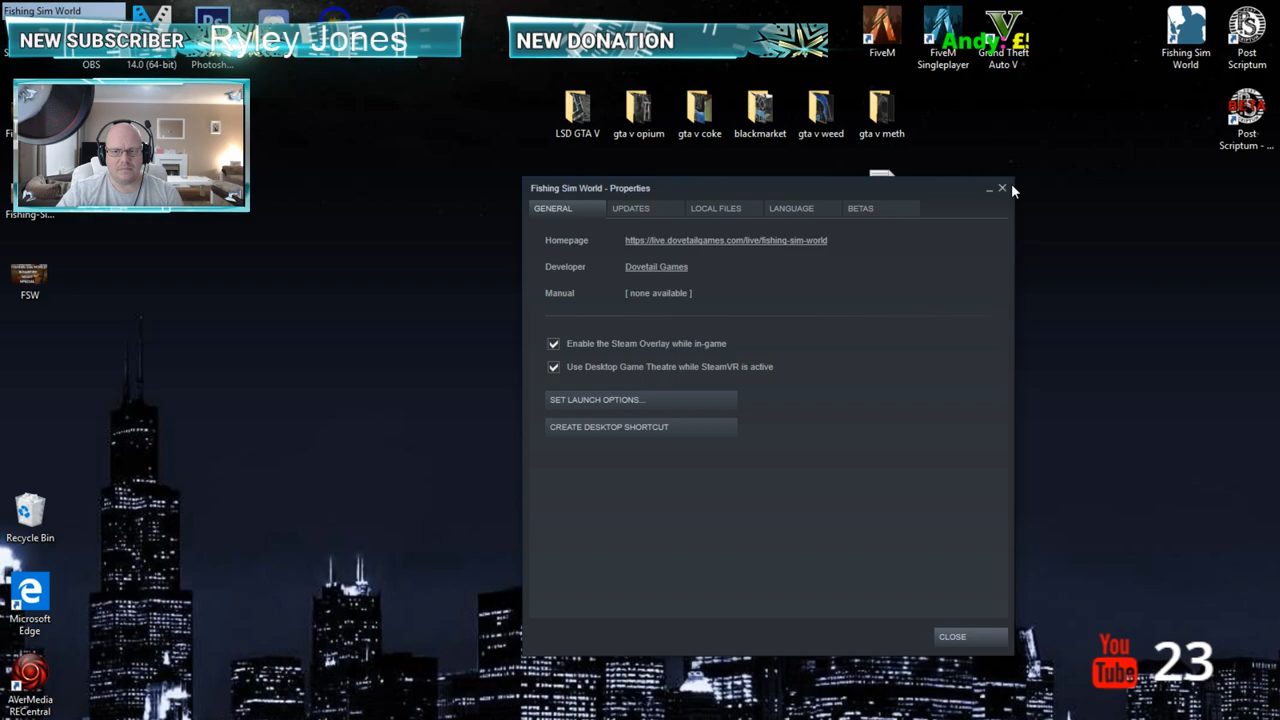 Fishing Sim World
NEW SUBSCRIBER
Ryley Jones
NEW DONATION
Andy: £
OBS
14.0 (64-bit)
Photosh...
FiveM
FiveM
Singleplayer
Grand Theft
Auto V
Fishing Sim
World
Post
Scriptum
LSD GTA V
gta v opium
gta v coke
blackmarket
gta v weed
gta v meth
BETA
Post
Scriptum - ...
Fishing-Si...
FSW
Fishing Sim World - Properties
GENERAL
UPDATES
LOCAL FILES
LANGUAGE
BETAS
Homepage
https://live.dovetailgames.com/live/fishing-sim-world
Developer
Dovetail Games
Manual
[ none available ]
Enable the Steam Overlay while in-game
Use Desktop Game Theatre while SteamVR is active
SET LAUNCH OPTIONS...
CREATE DESKTOP SHORTCUT
CLOSE
Recycle Bin
Microsoft
Edge
AVerMedia
RECentral
You
Tube
23